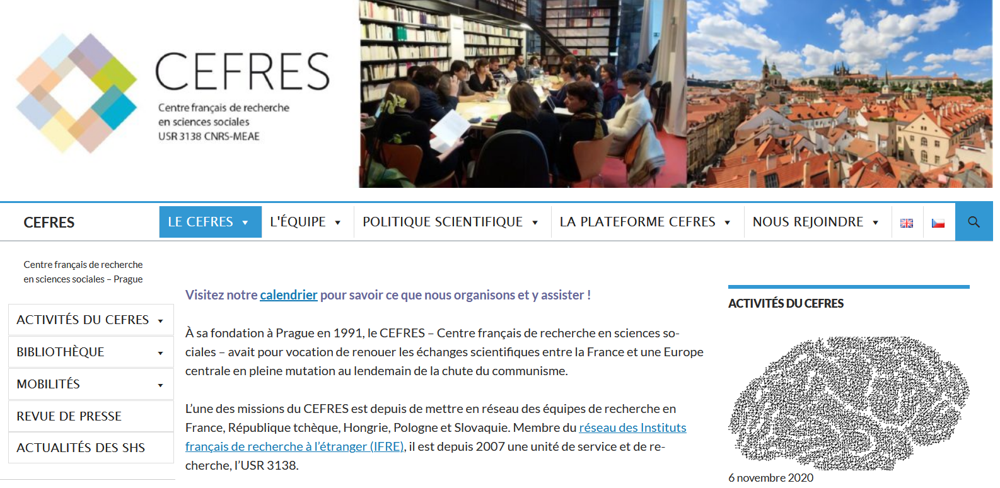 CEFRES
Centre français de recherche
en sciences sociales
USR 3138 CNRS-MEAE
CEFRES
LE CEFRES
L'ÉQUIPE
POLITIQUE SCIENTIFIQUE
LA PLATEFORME CEFRES
NOUS REJOINDRE
Centre français de recherche
en sciences sociales – Prague
ACTIVITÉS DU CEFRES
BIBLIOTHÈQUE
MOBILITÉS
REVUE DE PRESSE
ACTUALITÉS DES SHS
Visitez notre calendrier pour savoir ce que nous organisons et y assister !
À sa fondation à Prague en 1991, le CEFRES – Centre français de recherche en sciences so-
ciales – avait pour vocation de renouer les échanges scientifiques entre la France et une Europe
centrale en pleine mutation au lendemain de la chute du communisme.
L’une des missions du CEFRES est depuis de mettre en réseau des équipes de recherche en
France, République tchèque, Hongrie, Pologne et Slovaquie. Membre du réseau des Instituts
français de recherche à l’étranger (IFRE), il est depuis 2007 une unité de service et de re-
cherche, l’USR 3138.
ACTIVITÉS DU CEFRES
6 novembre 2020